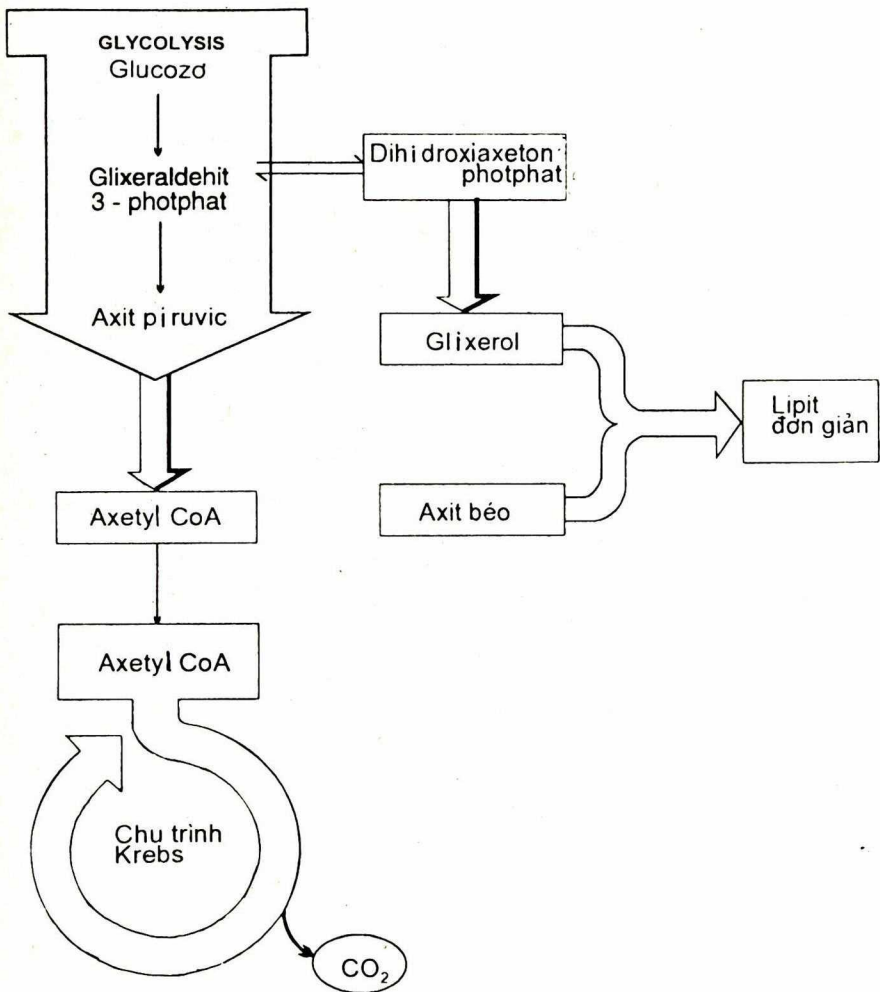 GLYCOLYSIS
Glucozơ
Glixeraldehit
3 - photphat
Axit piruvic
Dihidroxiaxeton
photphat
Glixerol
Axit béo
Lipit
đơn giản
Axetyl CoA
Axetyl CoA
Chu trình
Krebs
CO₂